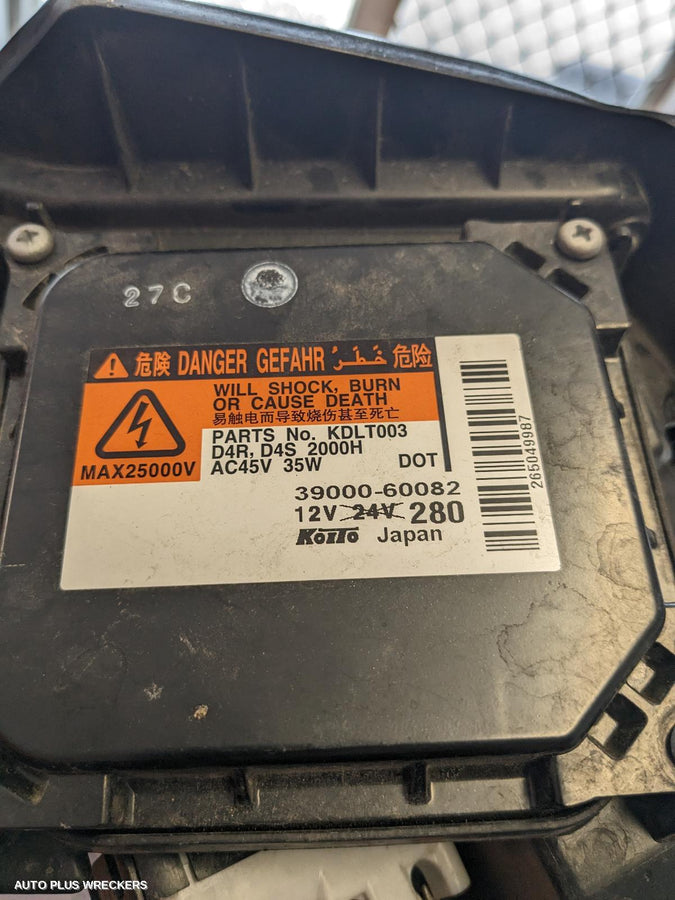 27C
危険 DANGER GEFAHR خَطَرْ 危险
WILL SHOCK, BURN
OR CAUSE DEATH
易触电而导致烧伤甚至死亡
MAX25000V
PARTS No. KDLT003
D4R, D4S 2000H
AC45V 35W
DOT
39000-60082
12V 24V 280
KOITO Japan
265049987
AUTO PLUS WRECKERS